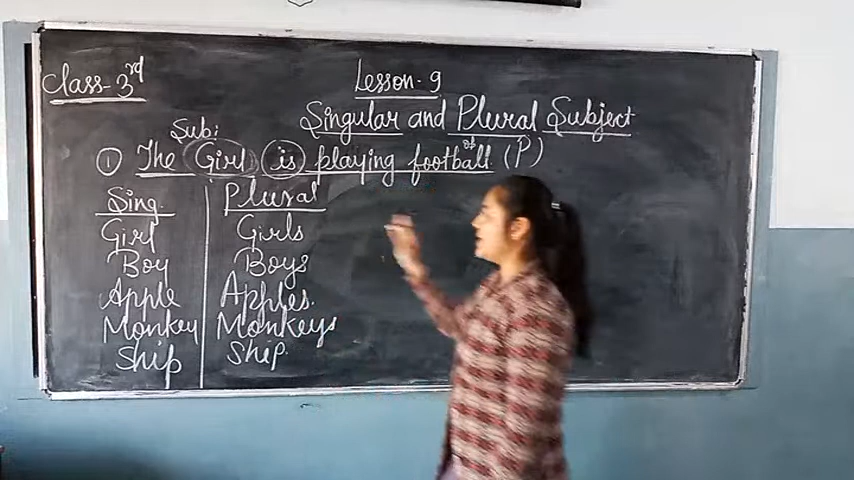 Class-3rd
Lesson-9
Singular and Plural Subject
Sub:
① The Girl is playing football. (P)
of
Sing. Plural
Girl Girls
Boy Boys
Apple Apples.
Monkey Monkeys
Ship Ship.